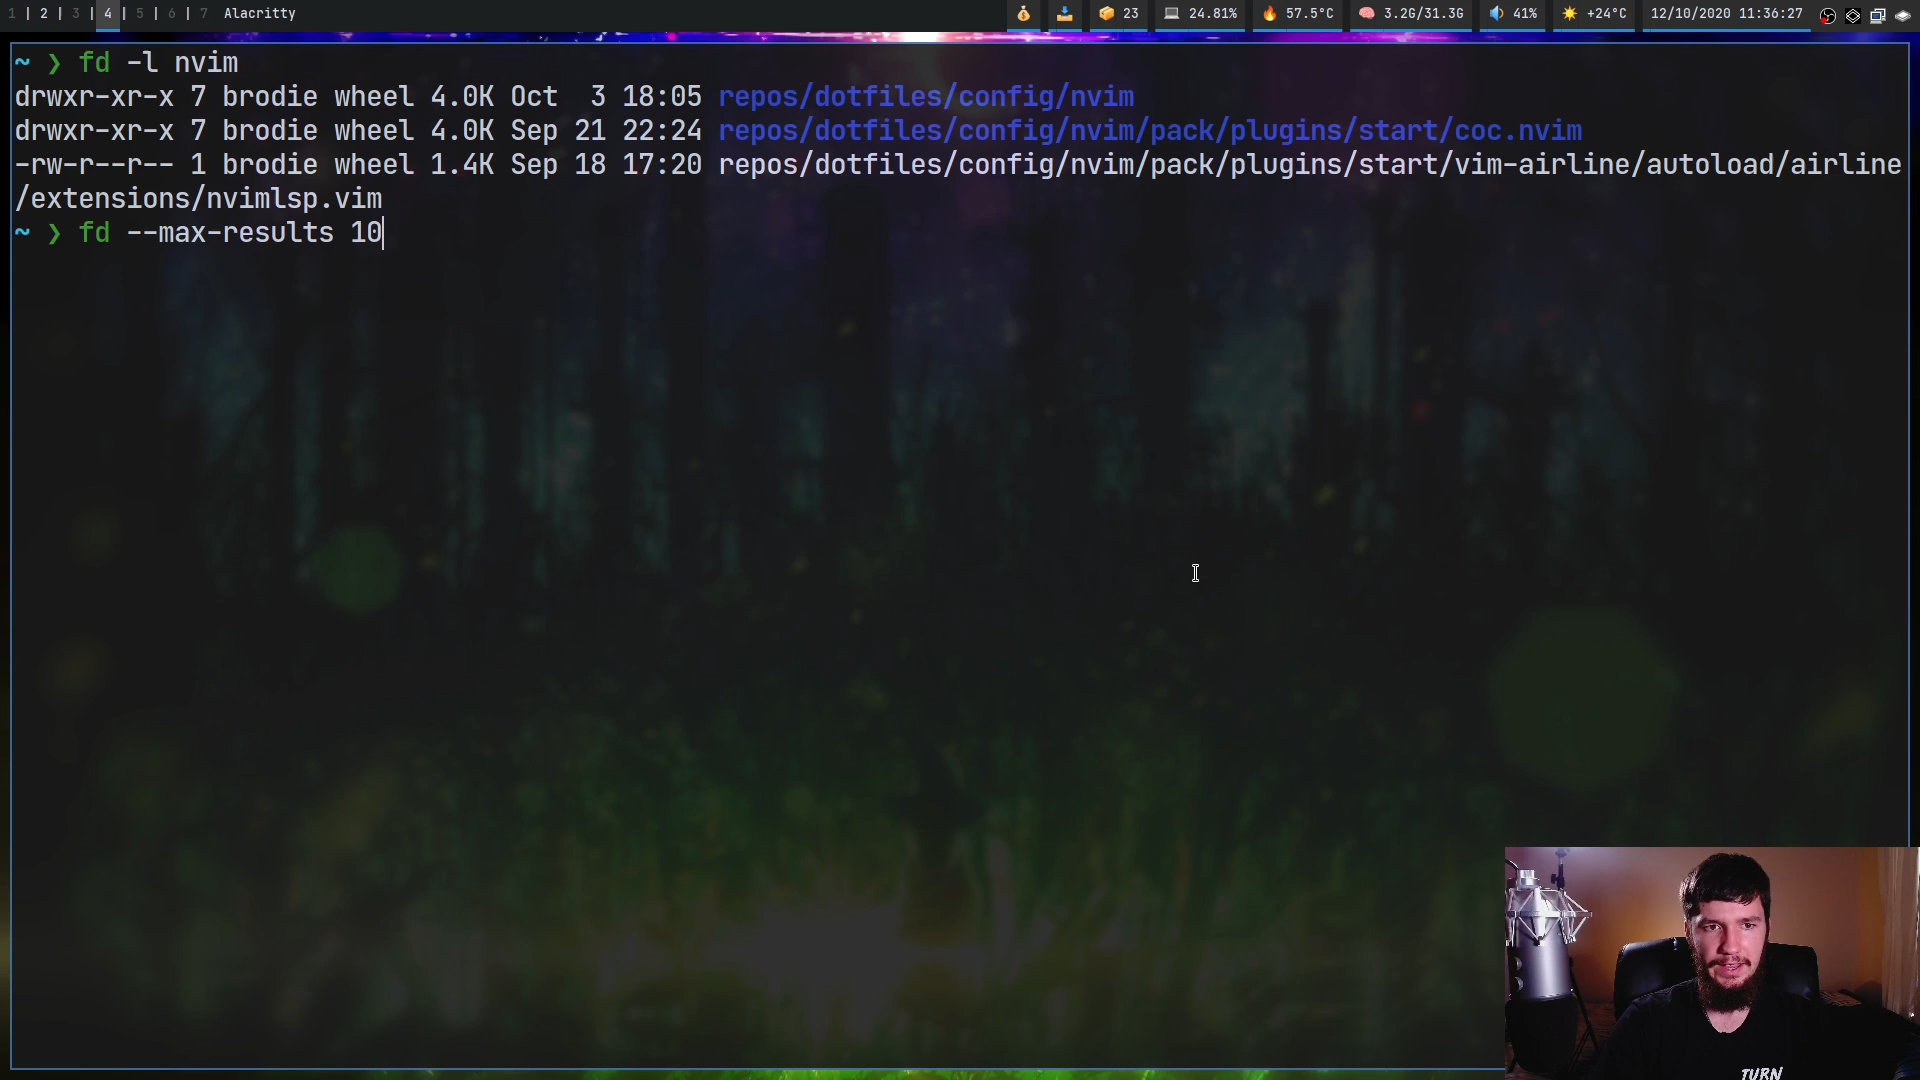 1 | 2 | 3 | 4 | 5 | 6 | 7 Alacritty 23 24.81% 57.5°C 3.2G/31.3G 41% +24°C 12/10/2020 11:36:27
~ ❯ fd -l nvim
drwxr-xr-x 7 brodie wheel 4.0K Oct  3 18:05 repos/dotfiles/config/nvim
drwxr-xr-x 7 brodie wheel 4.0K Sep 21 22:24 repos/dotfiles/config/nvim/pack/plugins/start/coc.nvim
-rw-r--r-- 1 brodie wheel 1.4K Sep 18 17:20 repos/dotfiles/config/nvim/pack/plugins/start/vim-airline/autoload/airline
/extensions/nvimlsp.vim
~ ❯ fd --max-results 10
TURN